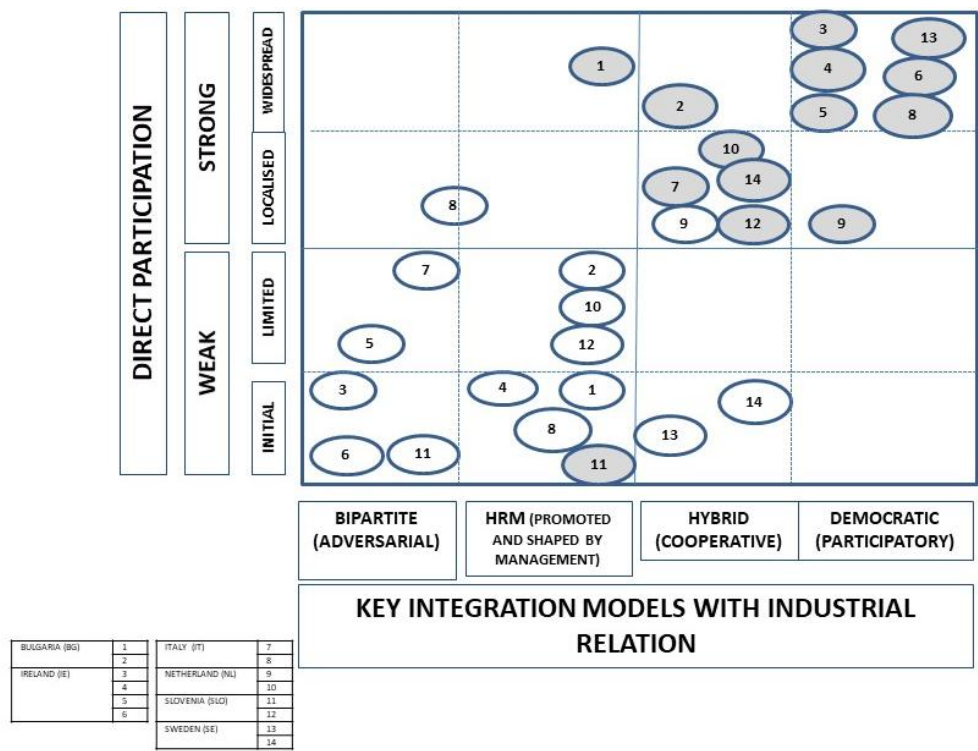 DIRECT PARTICIPATION
STRONG
WEAK
WIDESPREAD
LOCALISED
LIMITED
INITIAL
3
13
1
4
6
2
5
8
10
7
14
8
9
12
9
7
2
10
5
12
3
4
1
14
8
13
6
11
11
BIPARTITE
(ADVERSARIAL)
HRM (PROMOTED
AND SHAPED BY
MANAGEMENT)
HYBRID
(COOPERATIVE)
DEMOCRATIC
(PARTICIPATORY)
KEY INTEGRATION MODELS WITH INDUSTRIAL
RELATION
BULGARIA (BG) 1
2
IRELAND (IE) 3
4
5
6
ITALY (IT) 7
8
NETHERLAND (NL) 9
10
SLOVENIA (SLO) 11
12
SWEDEN (SE) 13
14